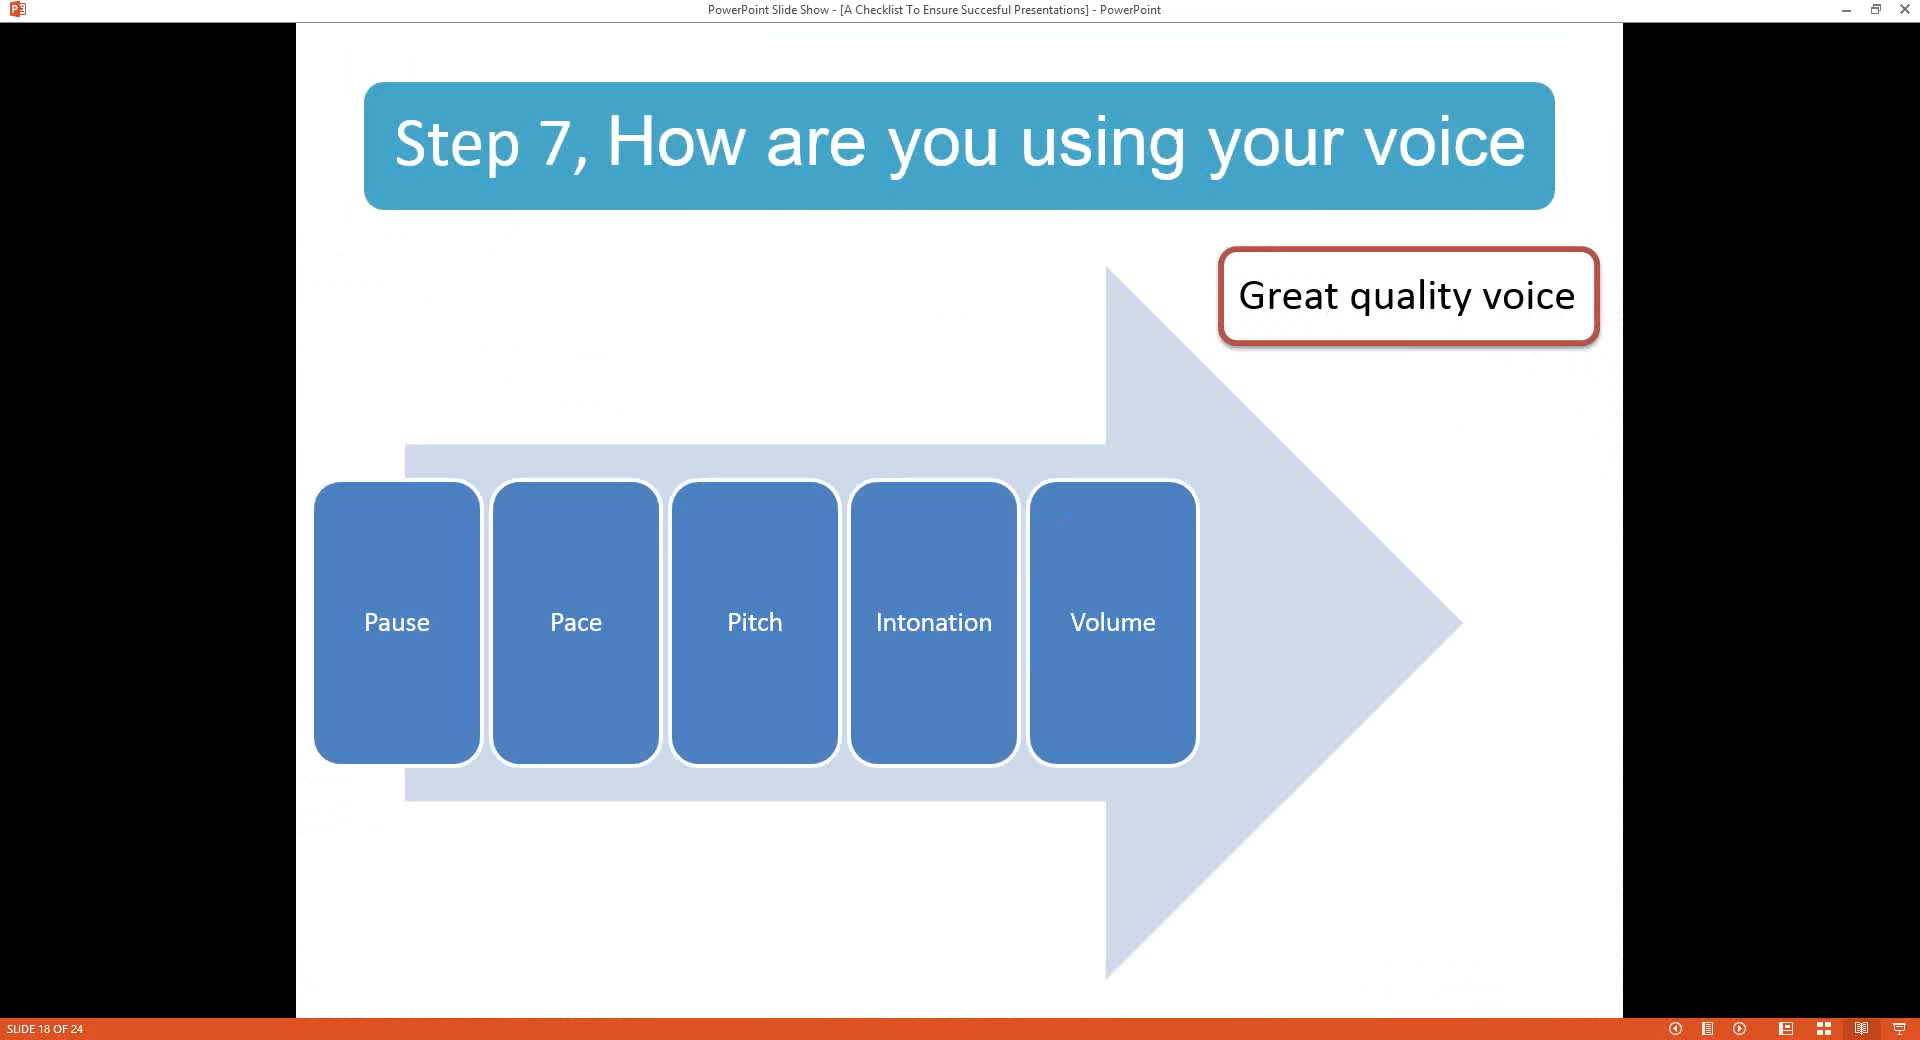 PowerPoint Slide Show - [A Checklist To Ensure Succesful Presentations] - PowerPoint
Step 7, How are you using your voice
Great quality voice
Pause
Pace
Pitch
Intonation
Volume
SLIDE 18 OF 24